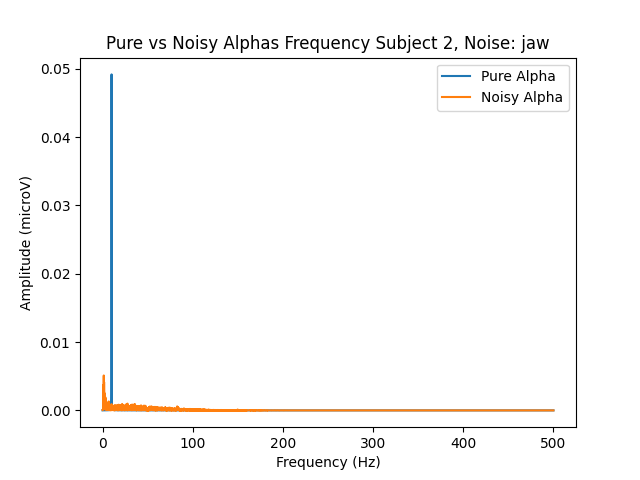 Pure vs Noisy Alphas Frequency Subject 2, Noise: jaw
Pure Alpha
Noisy Alpha
Amplitude (microV)
0.05
0.04
0.03
0.02
0.01
0.00
0 100 200 300 400 500
Frequency (Hz)